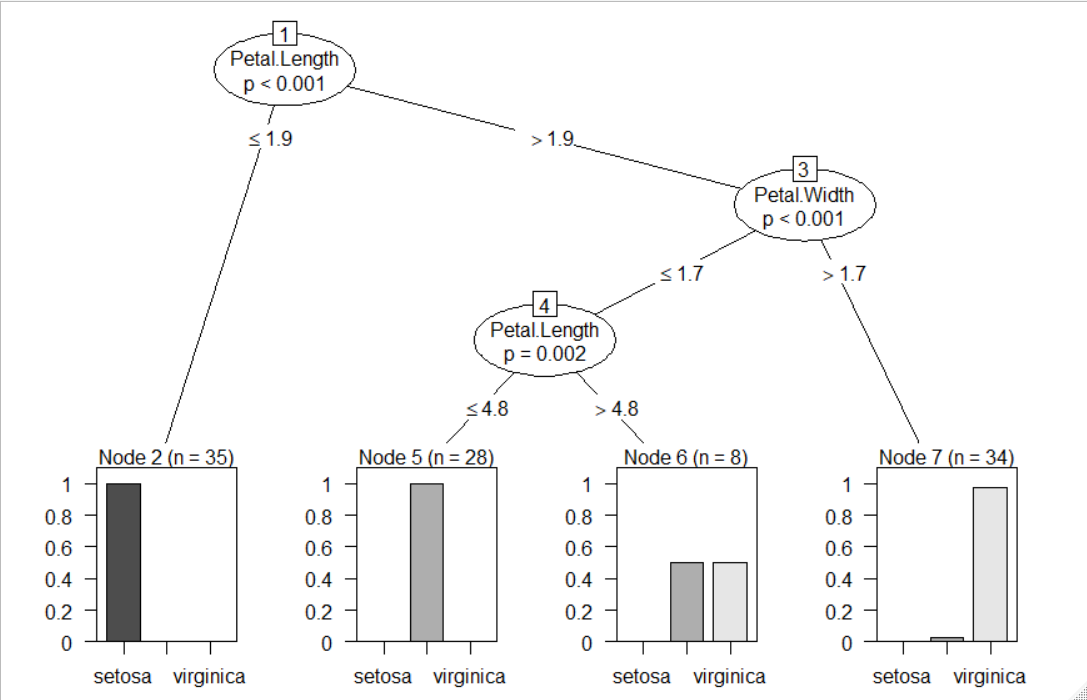 1
Petal.Length
p < 0.001
≤ 1.9
> 1.9
3
Petal.Width
p < 0.001
≤ 1.7
> 1.7
4
Petal.Length
p = 0.002
≤ 4.8
> 4.8
Node 2 (n = 35)
1
0.8
0.6
0.4
0.2
0
setosa virginica
Node 5 (n = 28)
1
0.8
0.6
0.4
0.2
0
setosa virginica
Node 6 (n = 8)
1
0.8
0.6
0.4
0.2
0
setosa virginica
Node 7 (n = 34)
1
0.8
0.6
0.4
0.2
0
setosa virginica